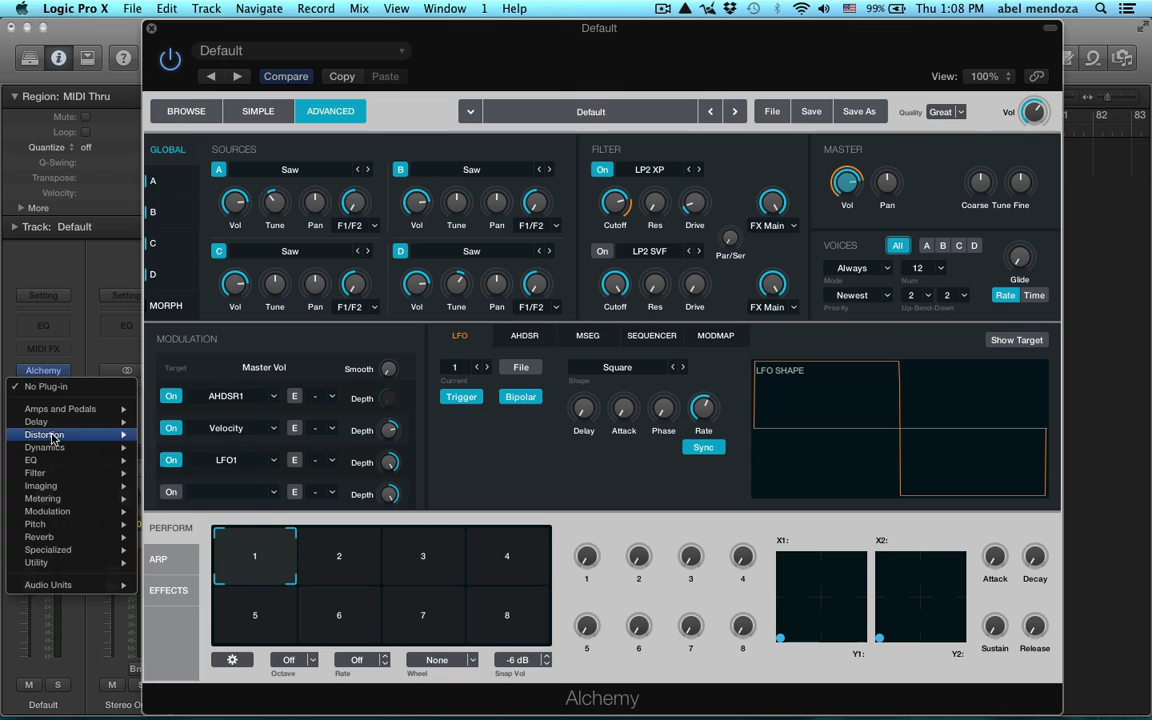 Logic Pro X File Edit Track Navigate Record Mix View Window 1 Help 99% Thu 1:08 PM abel mendoza
Default
Default
Compare Copy Paste View: 100%
Region: MIDI Thru
Mute:
Loop:
Quantize off
Q-Swing:
Transpose:
Velocity:
More
Track: Default
82 83
BROWSE SIMPLE ADVANCED Default File Save Save As Quality Great Vol
GLOBAL SOURCES FILTER MASTER
A Saw B Saw On LP2 XP
A
B
C
D
MORPH
Vol Tune Pan F1/F2 Vol Tune Pan F1/F2 Cutoff Res Drive FX Main Vol Pan Coarse Tune Fine
C Saw D Saw On LP2 SVF Par/Ser
Vol Tune Pan F1/F2 Vol Tune Pan F1/F2 Cutoff Res Drive FX Main
VOICES All A B C D
Always 12
Mode Num Glide
Newest 2 2 Rate Time
Priority Up-Bend-Down
Setting Setting
EQ EQ
MIDI FX
Alchemy
MODULATION
Target Master Vol Smooth
On AHDSR1 E - Depth
On Velocity E - Depth
On LFO1 E - Depth
On E - Depth
LFO AHDSR MSEG SEQUENCER MODMAP Show Target
1 File Square
Current Shape
Trigger Bipolar
Delay Attack Phase Rate
Sync
LFO SHAPE
No Plug-in
Amps and Pedals
Delay
Distortion
Dynamics
EQ
Filter
Imaging
Metering
Modulation
Pitch
Reverb
Specialized
Utility
Audio Units
PERFORM
ARP
EFFECTS
1 2 3 4
5 6 7 8
Off Off None -6 dB
Octave Rate Wheel Snap Vol
1 2 3 4
5 6 7 8
X1: X2:
Y1: Y2:
Attack Decay
Sustain Release
M S M
Default Stereo O
Alchemy